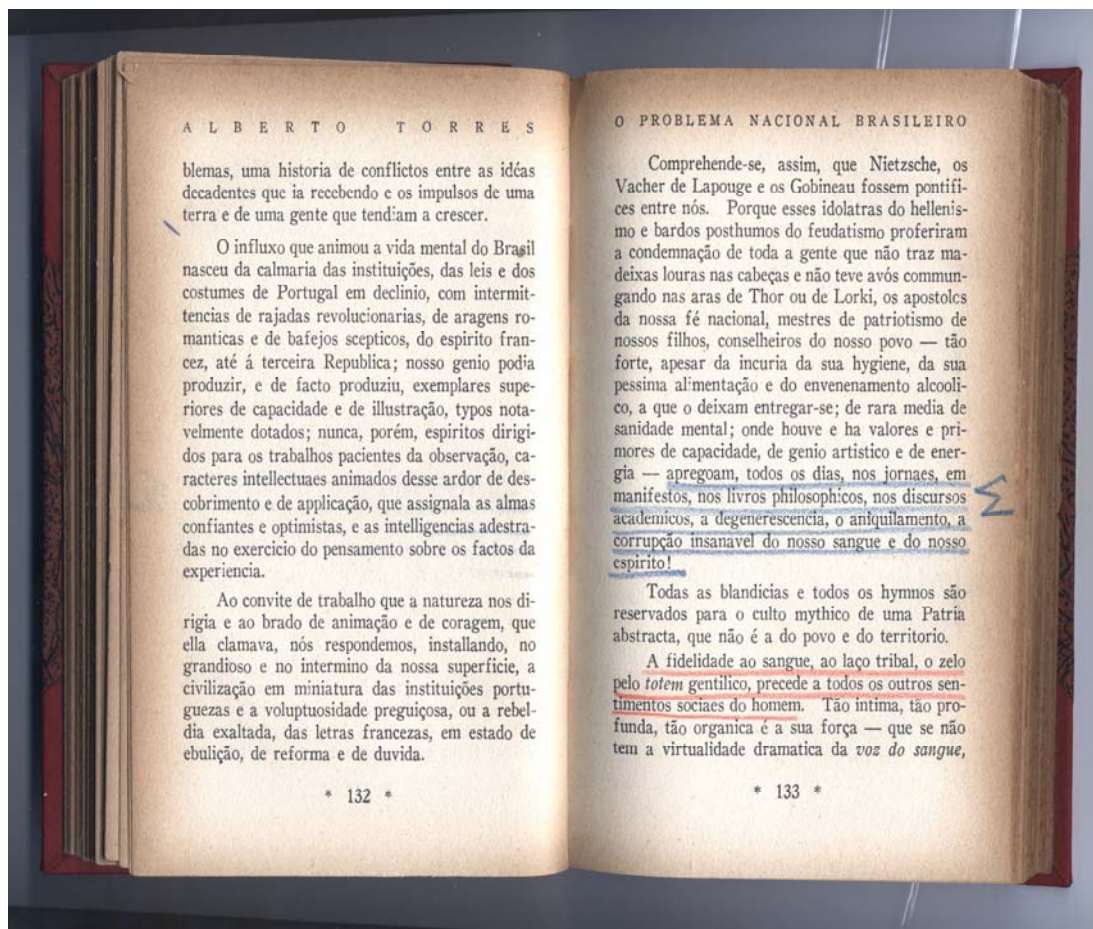 ALBERTO TORRES
blemas, uma historia de conflictos entre as idéas
decadentes que ia recebendo e os impulsos de uma
terra e de uma gente que tendiam a crescer.
O influxo que animou a vida mental do Brasil
nasceu da calmaria das instituições, das leis e dos
costumes de Portugal em declinio, com intermit-
tencias de rajadas revolucionarias, de aragens ro-
manticas e de bafejos scepticos, do espirito fran-
cez, até á terceira Republica; nosso genio podia
produzir, e de facto produziu, exemplares supe-
riores de capacidade e de illustração, typos nota-
velmente dotados; nunca, porém, espiritos dirigi-
dos para os trabalhos pacientes da observação, ca-
racteres intellectuaes animados desse ardor de des-
cobrimento e de applicação, que assignala as almas
confiantes e optimistas, e as intelligencias adestra-
das no exercicio do pensamento sobre os factos da
experiencia.
Ao convite de trabalho que a natureza nos di-
rigia e ao brado de animação e de coragem, que
ella clamava, nós respondemos, installando, no
grandioso e no intermino da nossa superficie, a
civilização em miniatura das instituições portu-
guezas e a voluptuosidade preguiçosa, ou a rebel-
dia exaltada, das letras francezas, em estado de
ebulição, de reforma e de duvida.
* 132 *
O PROBLEMA NACIONAL BRASILEIRO
Comprehende-se, assim, que Nietzsche, os
Vacher de Lapouge e os Gobineau fossem pontifi-
ces entre nós. Porque esses idolatras do hellenis-
mo e bardos posthumos do feudatismo proferiram
a condemnação de toda a gente que não traz ma-
deixas louras nas cabeças e não teve avós commun-
gando nas aras de Thor ou de Lorki, os apostolos
da nossa fé nacional, mestres de patriotismo de
nossos filhos, conselheiros do nosso povo — tão
forte, apesar da incuria da sua hygiene, da sua
pessima alimentação e do envenenamento alcooli-
co, a que o deixam entregar-se; de rara media de
sanidade mental; onde houve e ha valores e pri-
mores de capacidade, de genio artistico e de ener-
gia — apregoam, todos os dias, nos jornaes, em
manifestos, nos livros philosophicos, nos discursos
academicos, a degenerescencia, o aniquilamento, a
corrupção insanavel do nosso sangue e do nosso
espirito!
Todas as blandicias e todos os hymnos são
reservados para o culto mythico de uma Patria
abstracta, que não é a do povo e do territorio.
A fidelidade ao sangue, ao laço tribal, o zelo
pelo totem gentilico, precede a todos os outros sen-
timentos sociaes do homem. Tão intima, tão pro-
funda, tão organica é a sua força — que se não
tem a virtualidade dramatica da voz do sangue,
* 133 *